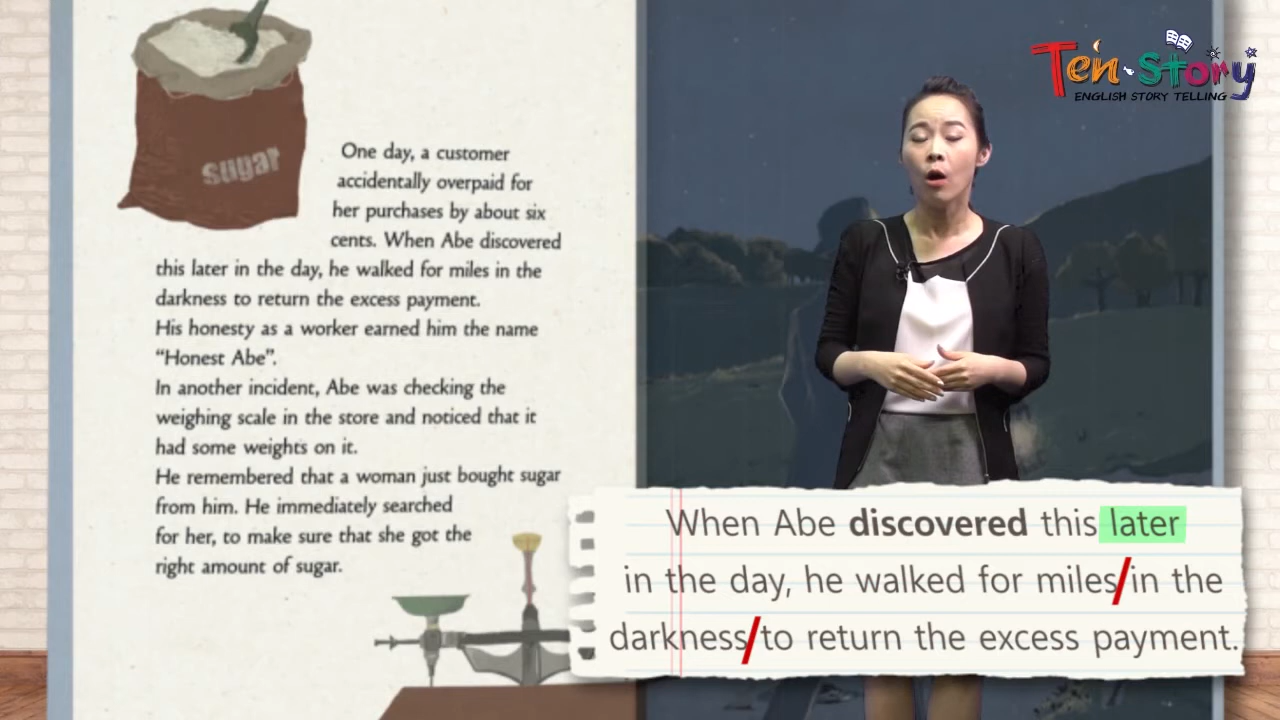 Ten Story
ENGLISH STORY TELLING
sugar
One day, a customer
accidentally overpaid for
her purchases by about six
cents. When Abe discovered
this later in the day, he walked for miles in the
darkness to return the excess payment.
His honesty as a worker earned him the name
“Honest Abe”.
In another incident, Abe was checking the
weighing scale in the store and noticed that it
had some weights on it.
He remembered that a woman just bought sugar
from him. He immediately searched
for her, to make sure that she got the
right amount of sugar.
When Abe discovered this later
in the day, he walked for miles/in the
darkness/to return the excess payment.